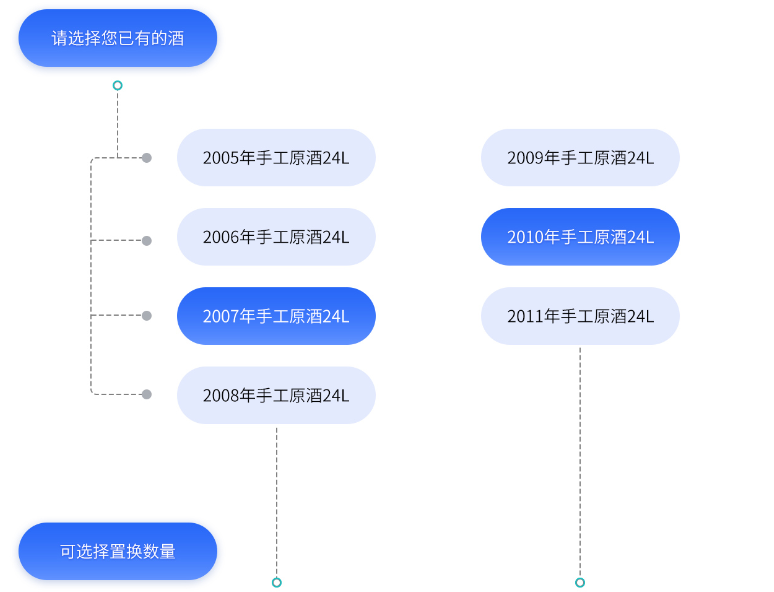 请选择您已有的酒
2005年手工原酒24L
2006年手工原酒24L
2007年手工原酒24L
2008年手工原酒24L
2009年手工原酒24L
2010年手工原酒24L
2011年手工原酒24L
可选择置换数量